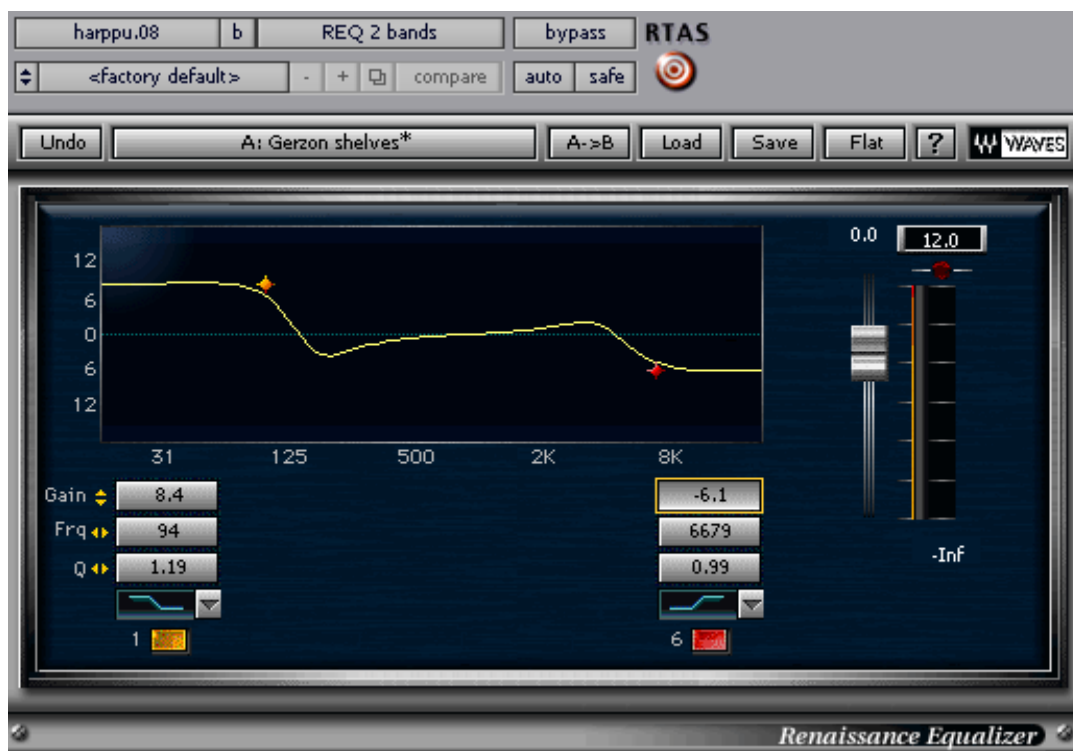 harppu.08 b REQ 2 bands bypass RTAS
<factory default> - + compare auto safe
Undo A: Gerzon shelves* A->B Load Save Flat ? WAVES
0.0 12.0
12
6
0
6
12
31 125 500 2K 8K
Gain 8.4 -6.1
Frq 94 6679
Q 1.19 0.99
-Inf
1 6
Renaissance Equalizer